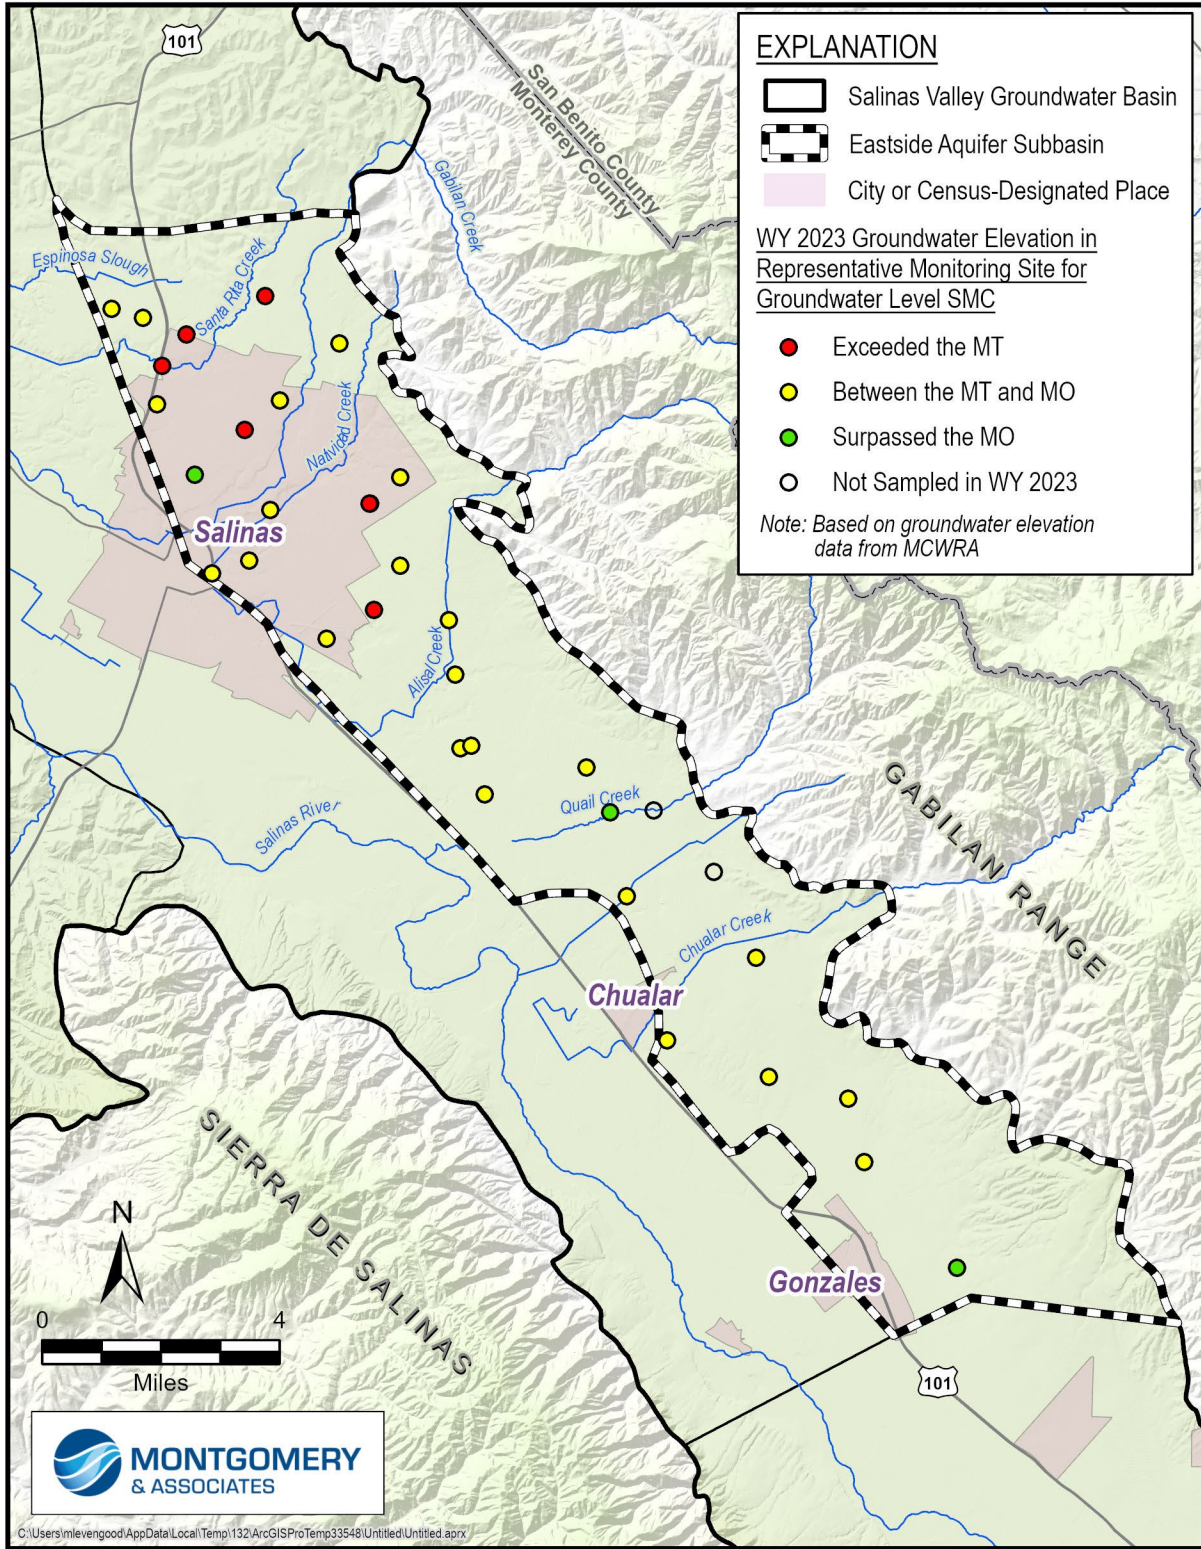 101
San Benito County
Monterey County
EXPLANATION
Salinas Valley Groundwater Basin
Eastside Aquifer Subbasin
City or Census-Designated Place
WY 2023 Groundwater Elevation in
Representative Monitoring Site for
Groundwater Level SMC
Exceeded the MT
Between the MT and MO
Surpassed the MO
Not Sampled in WY 2023
Note: Based on groundwater elevation
data from MCWRA
Gabilan Creek
Espinosa Slough
Santa Rita Creek
Natividad Creek
Salinas
Alisal Creek
Quail Creek
Salinas River
GABILAN RANGE
Chualar Creek
Chualar
SIERRA DE SALINAS
Gonzales
101
N
0 4
Miles
MONTGOMERY
& ASSOCIATES
C:\Users\mlevengood\AppData\Local\Temp\132\ArcGISProTemp33548\Untitled\Untitled.aprx